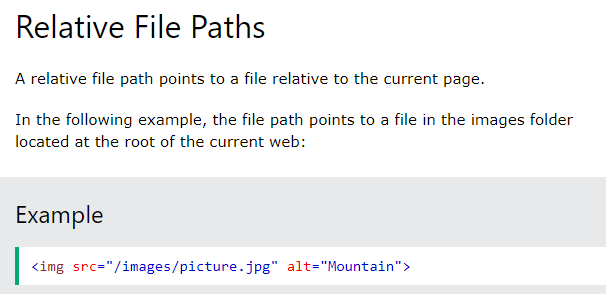 Relative File Paths
A relative file path points to a file relative to the current page.
In the following example, the file path points to a file in the images folder
located at the root of the current web:
Example
<img src="/images/picture.jpg" alt="Mountain">